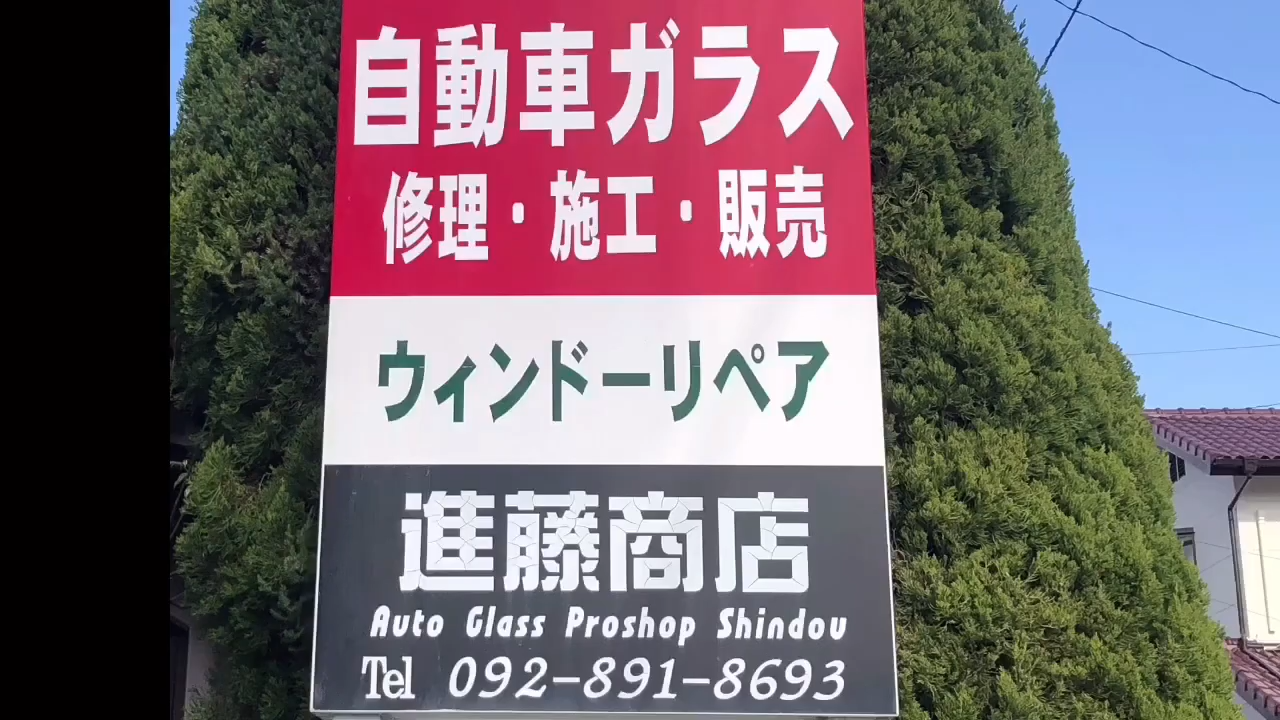 自動車ガラス
修理・施工・販売
ウィンドーリペア
進藤商店
Auto Glass Proshop Shindou
Tel 092-891-8693